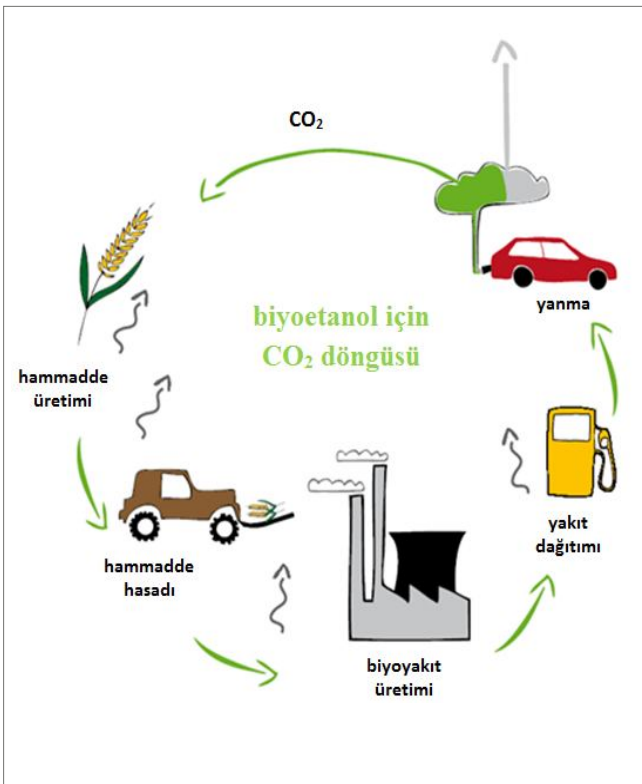 CO₂
biyoetanol için
CO₂ döngüsü
yanma
hammadde
üretimi
yakıt
dağıtımı
hammadde
hasadı
biyoyakıt
üretimi